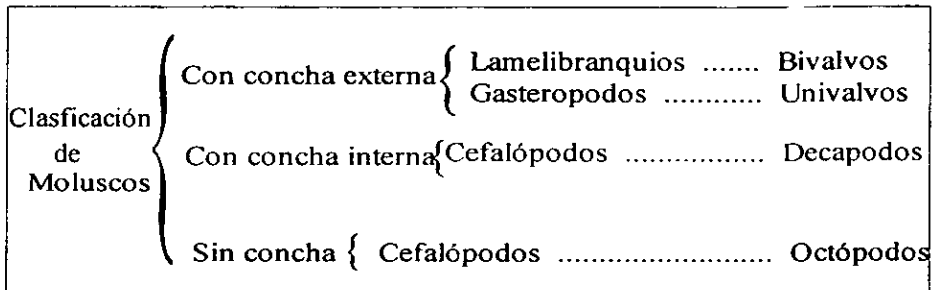 Clasficación
de
Moluscos
Con concha externa { Lamelibranquios ....... Bivalvos
Gasteropodos ............ Univalvos
Con concha interna { Cefalópodos .................. Decapodos
Sin concha { Cefalópodos ......................... Octópodos